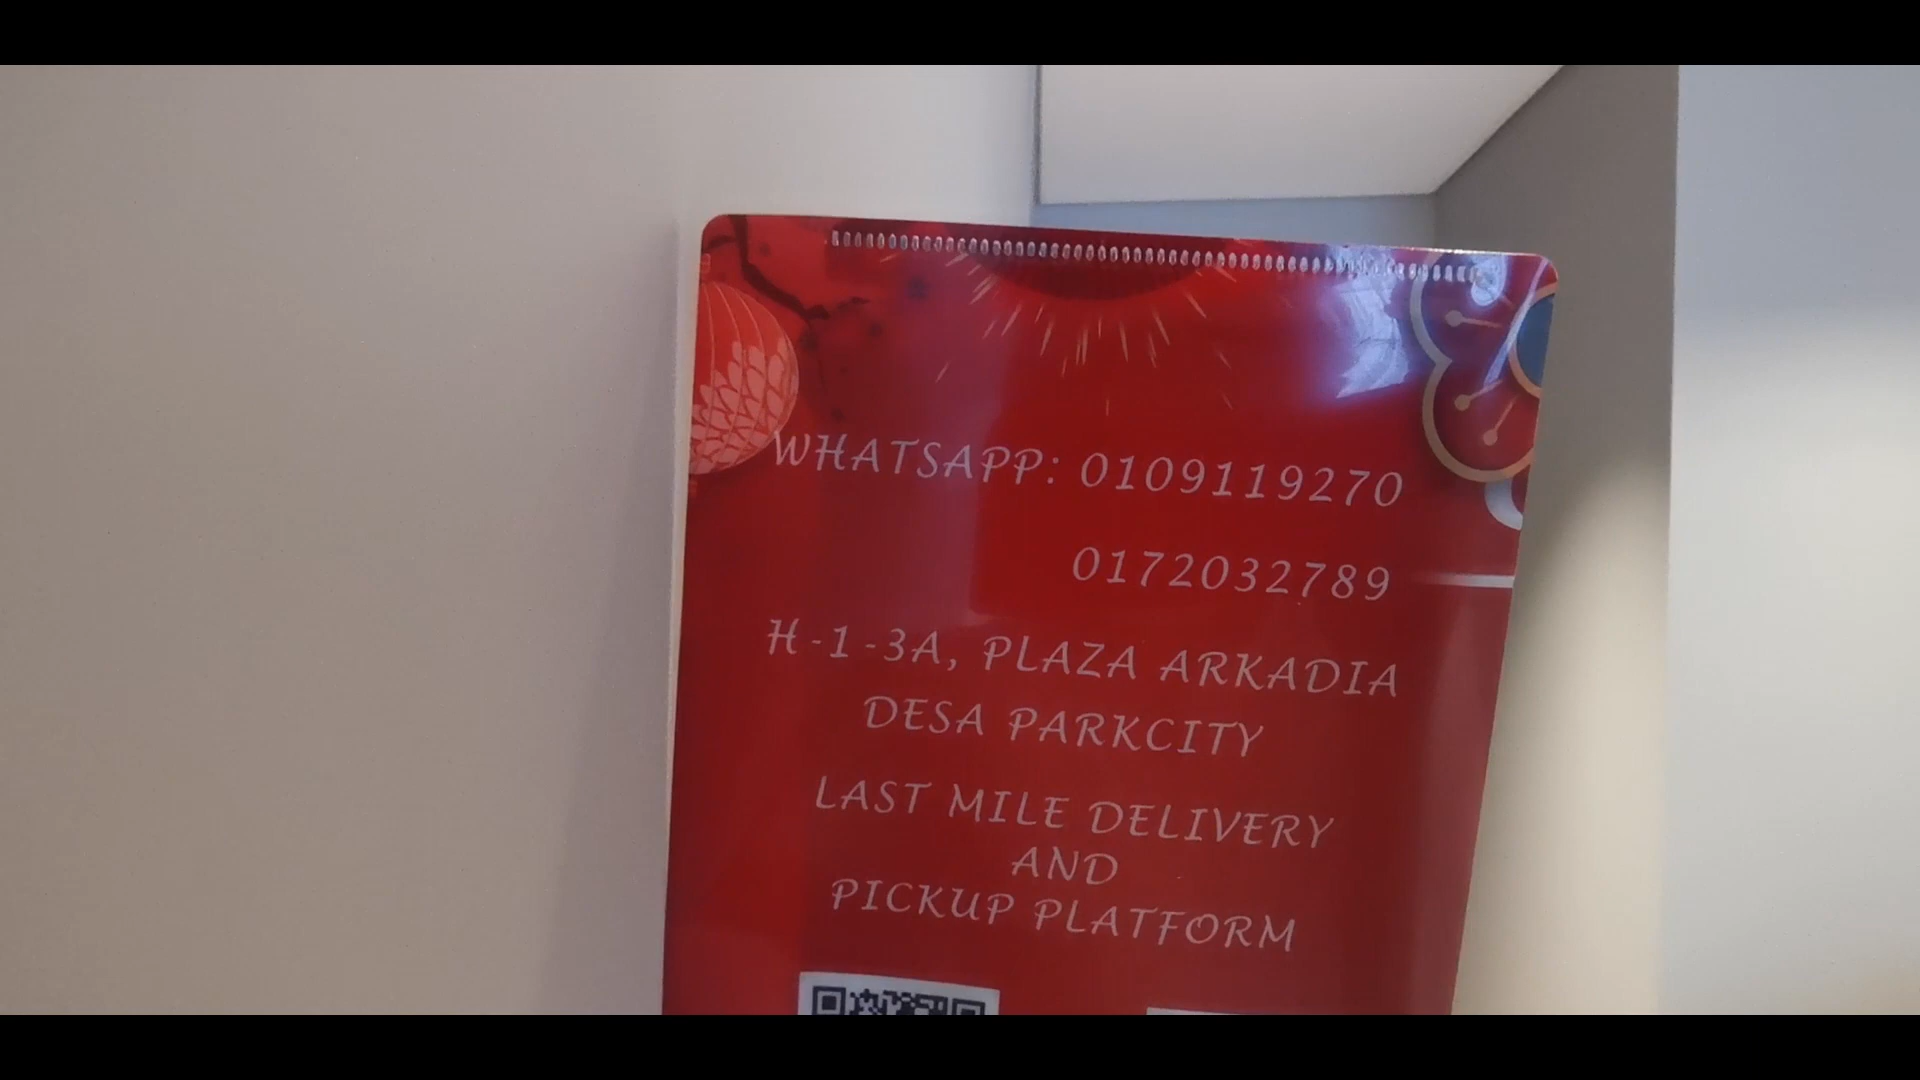 WHATSAPP: 0109119270
0172032789
H-1-3A, PLAZA ARKADIA
DESA PARKCITY
LAST MILE DELIVERY
AND
PICKUP PLATFORM